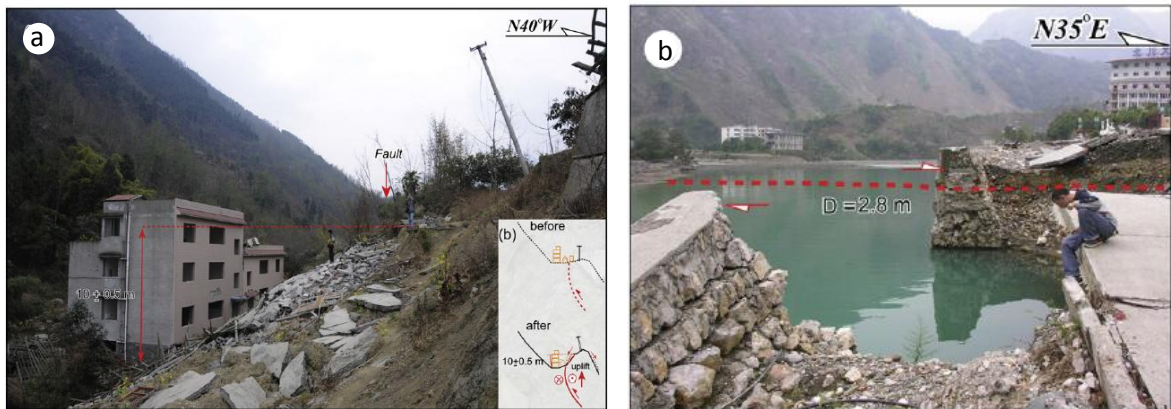 a
N40°W
Fault
10±0.5 m
(b)
before
after
10±0.5 m
uplift
b
N35°E
D = 2.8 m